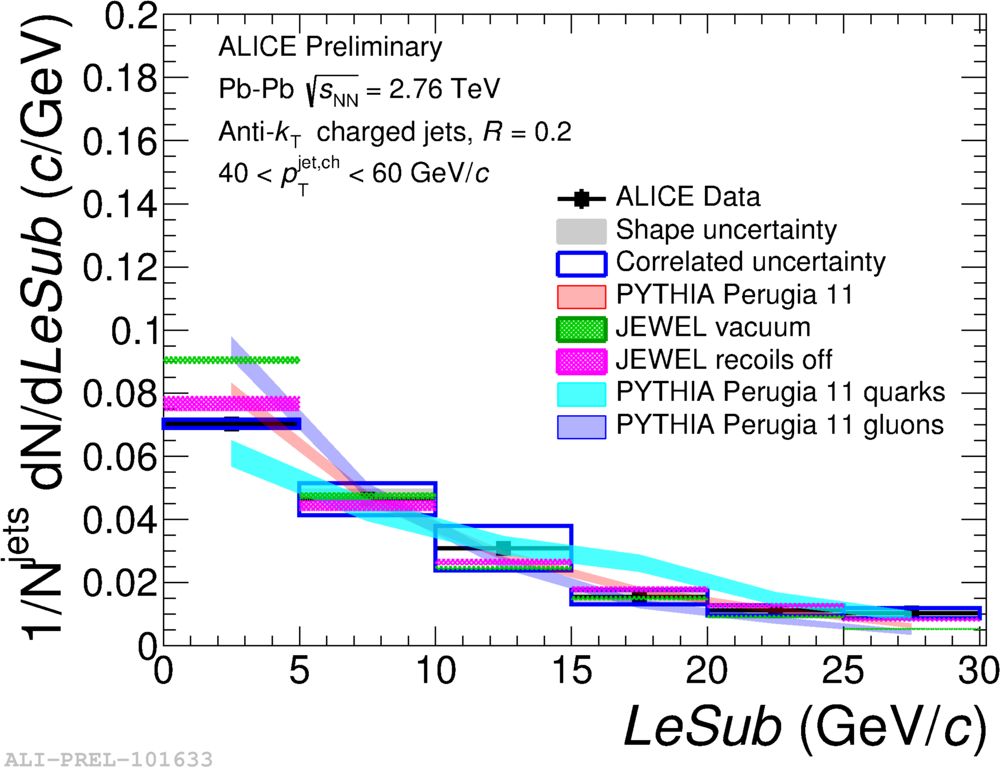 ALICE Preliminary
Pb-Pb √sNN = 2.76 TeV
Anti-kT charged jets, R = 0.2
40 < pTjet,ch < 60 GeV/c
ALICE Data
Shape uncertainty
Correlated uncertainty
PYTHIA Perugia 11
JEWEL vacuum
JEWEL recoils off
PYTHIA Perugia 11 quarks
PYTHIA Perugia 11 gluons
1/Njets dN/dLeSub (c/GeV)
0.2
0.18
0.16
0.14
0.12
0.1
0.08
0.06
0.04
0.02
0
0 5 10 15 20 25 30
LeSub (GeV/c)
ALI-PREL-101633